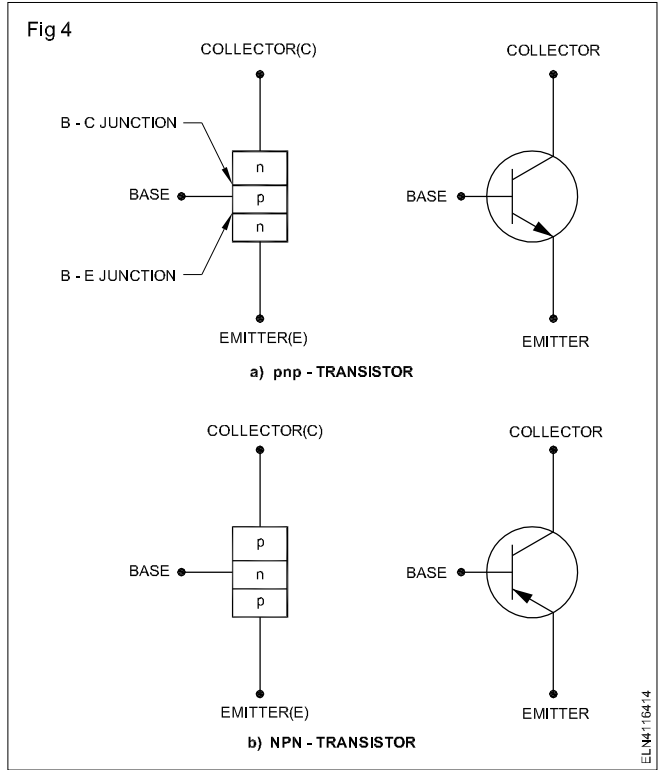 Fig 4
COLLECTOR(C)
COLLECTOR
B - C JUNCTION
n
BASE
p
BASE
n
B - E JUNCTION
EMITTER(E)
EMITTER
a) pnp - TRANSISTOR
COLLECTOR(C)
COLLECTOR
p
BASE
n
BASE
p
EMITTER(E)
EMITTER
b) NPN - TRANSISTOR
ELN4116414